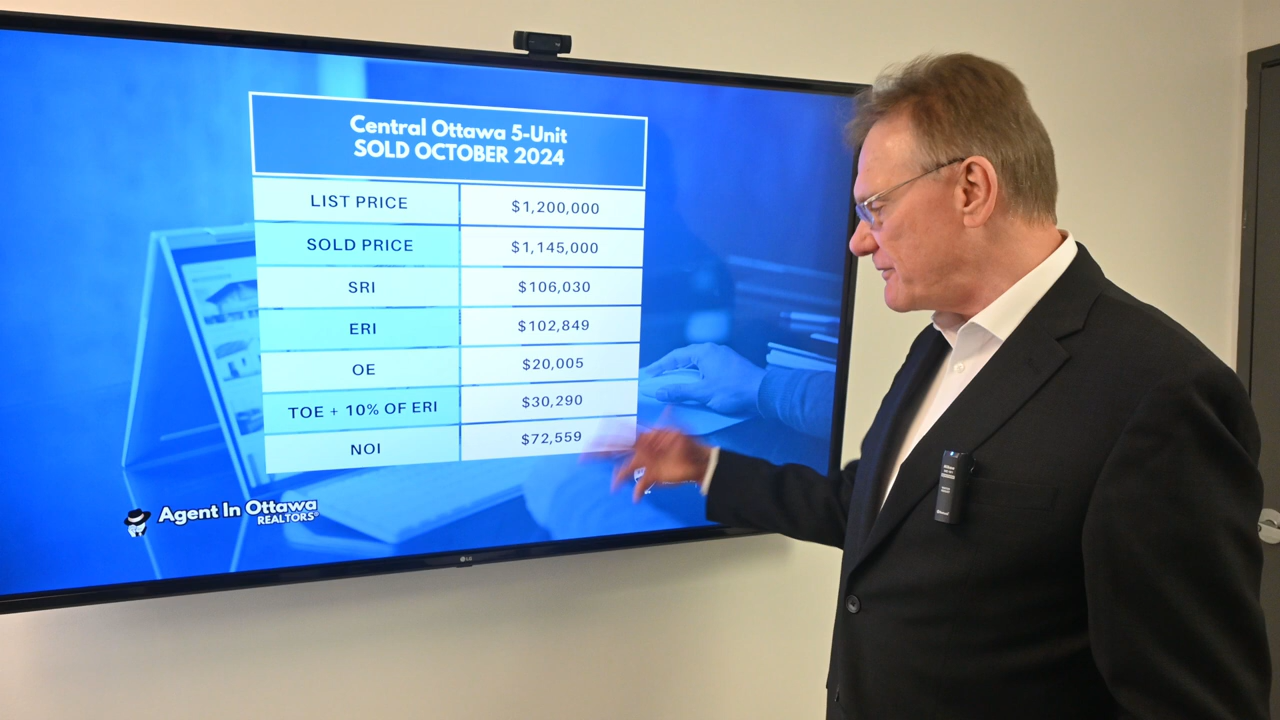 Central Ottawa 5-Unit
SOLD OCTOBER 2024
LIST PRICE $1,200,000
SOLD PRICE $1,145,000
SRI $106,030
ERI $102,849
OE $20,005
TOE + 10% OF ERI $30,290
NOI $72,559
Agent In Ottawa
REALTORS®
LG